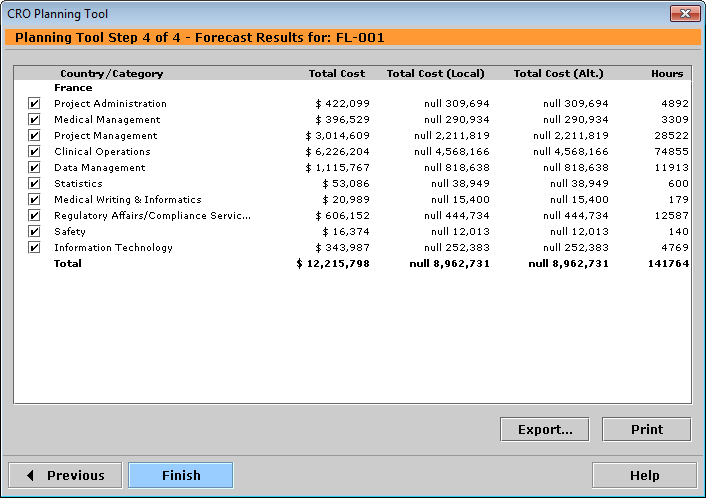 CRO Planning Tool
Planning Tool Step 4 of 4 - Forecast Results for: FL-001
Country/Category Total Cost Total Cost (Local) Total Cost (Alt.) Hours
France
Project Administration $ 422,099 null 309,694 null 309,694 4892
Medical Management $ 396,529 null 290,934 null 290,934 3309
Project Management $ 3,014,609 null 2,211,819 null 2,211,819 28522
Clinical Operations $ 6,226,204 null 4,568,166 null 4,568,166 74855
Data Management $ 1,115,767 null 818,638 null 818,638 11913
Statistics $ 53,086 null 38,949 null 38,949 600
Medical Writing & Informatics $ 20,989 null 15,400 null 15,400 179
Regulatory Affairs/Compliance Servic... $ 606,152 null 444,734 null 444,734 12587
Safety $ 16,374 null 12,013 null 12,013 140
Information Technology $ 343,987 null 252,383 null 252,383 4769
Total $ 12,215,798 null 8,962,731 null 8,962,731 141764
Export... Print
Previous Finish Help